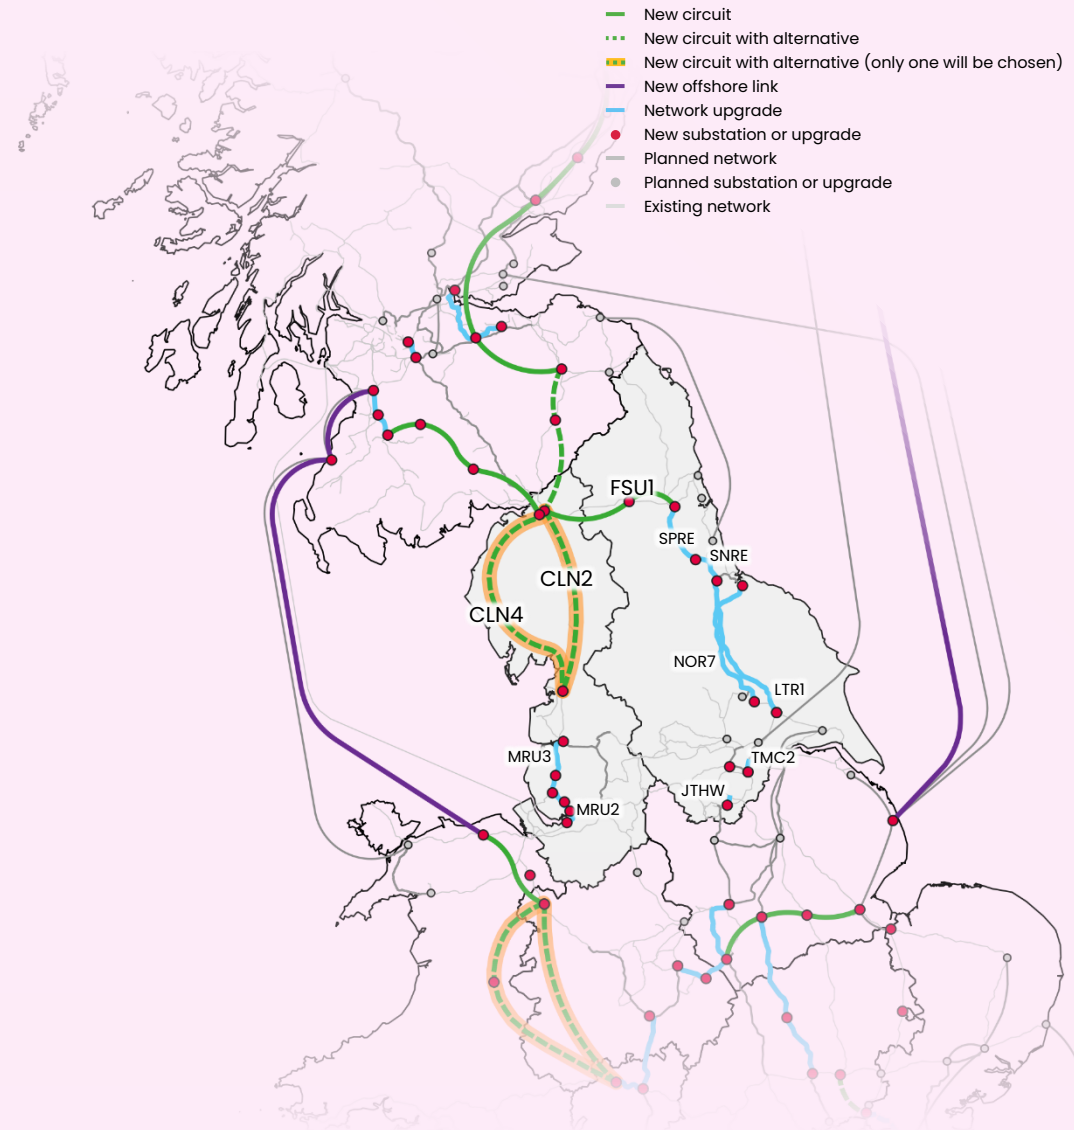 New circuit
New circuit with alternative
New circuit with alternative (only one will be chosen)
New offshore link
Network upgrade
New substation or upgrade
Planned network
Planned substation or upgrade
Existing network
FSU1
SPRE
SNRE
CLN2
CLN4
NOR7
LTR1
MRU3
TMC2
JTHW
MRU2